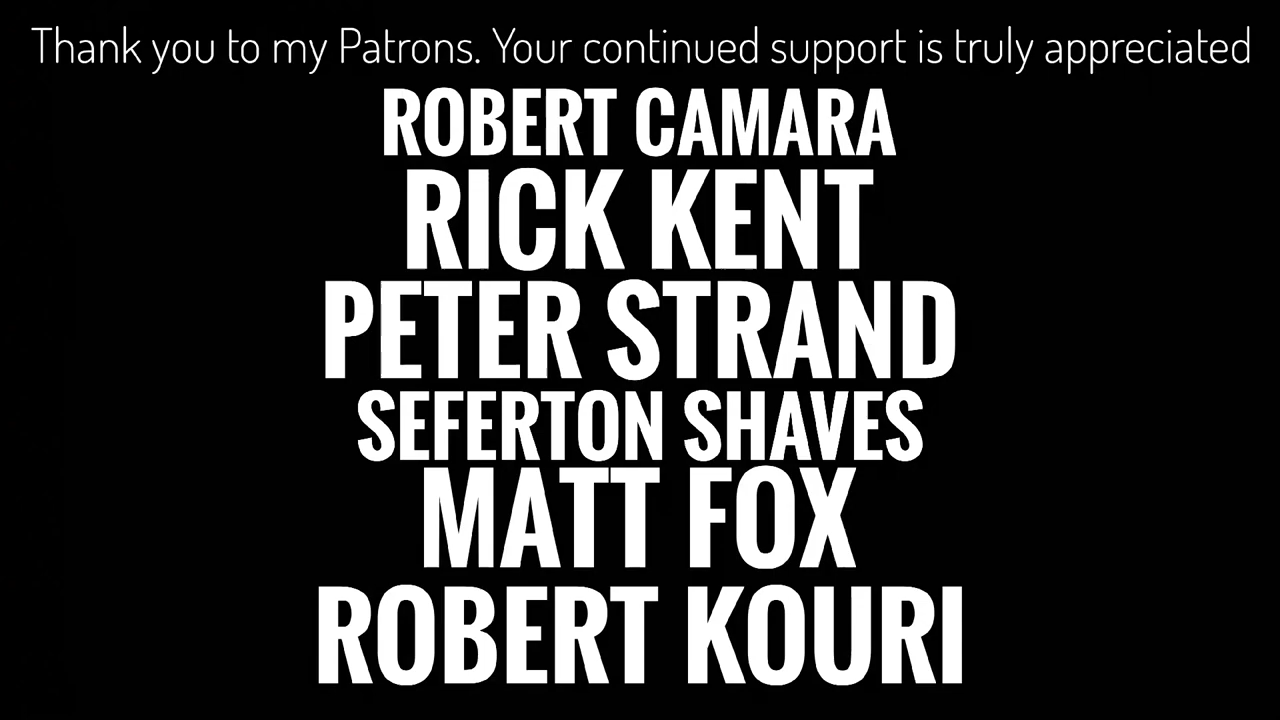 Thank you to my Patrons. Your continued support is truly appreciated
ROBERT CAMARA
RICK KENT
PETER STRAND
SEFERTON SHAVES
MATT FOX
ROBERT KOURI